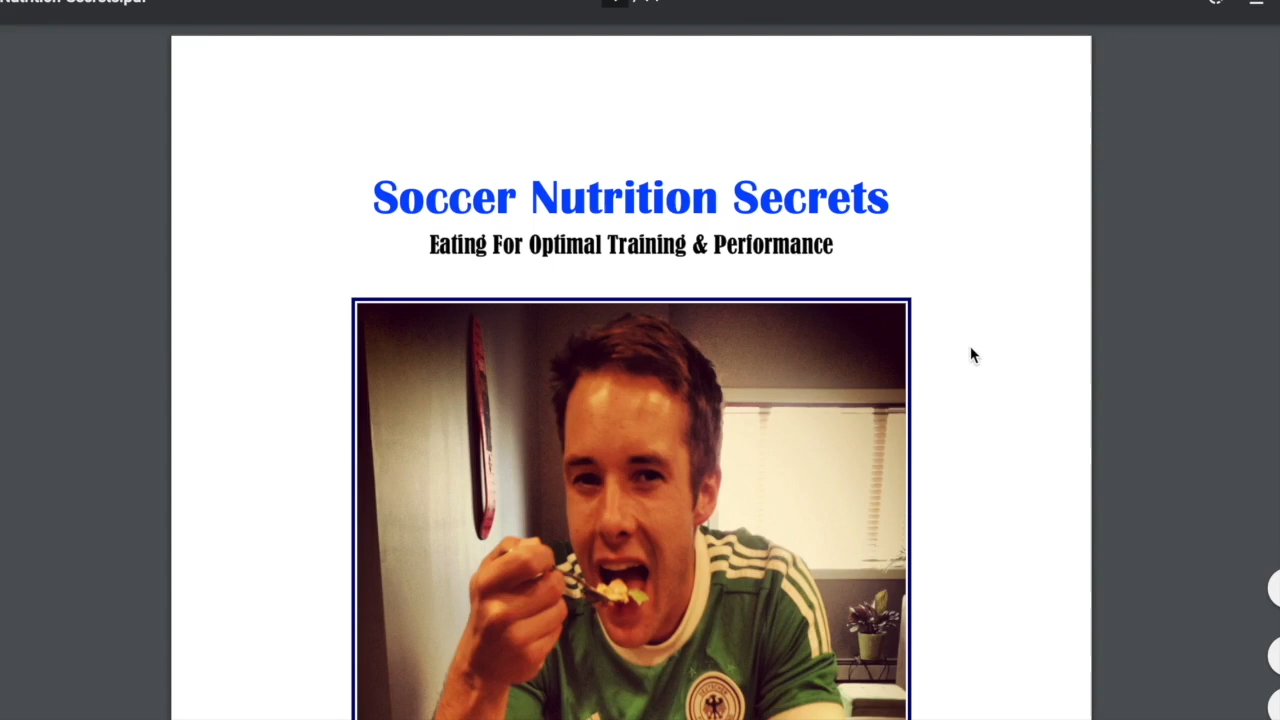 Soccer Nutrition Secrets
Eating For Optimal Training & Performance